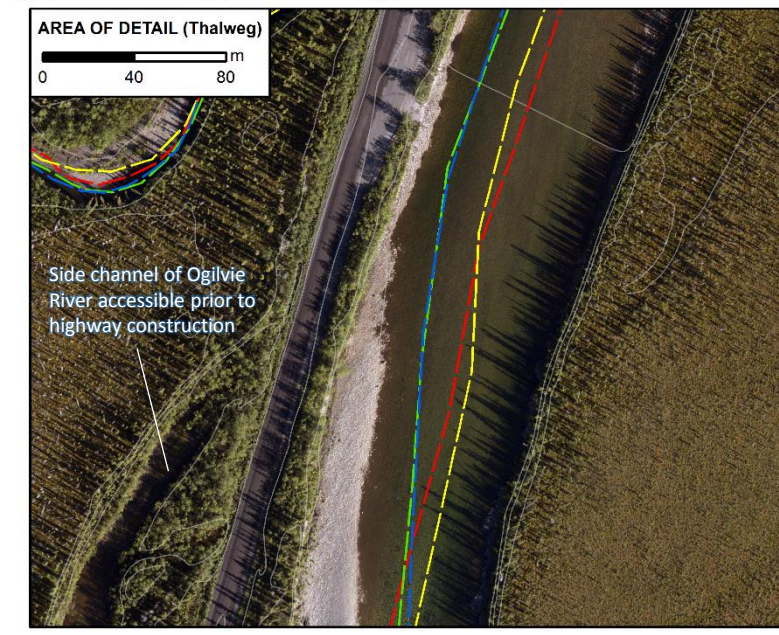 AREA OF DETAIL (Thalweg)
m
0 40 80
Side channel of Ogilvie
River accessible prior to
highway construction